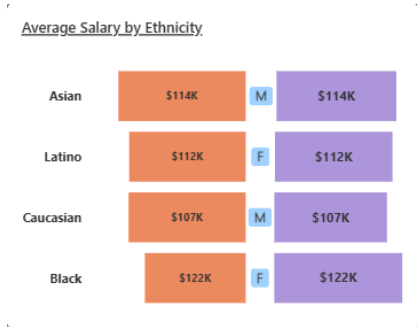 Average Salary by Ethnicity
Asian $114K M $114K
Latino $112K F $112K
Caucasian $107K M $107K
Black $122K F $122K